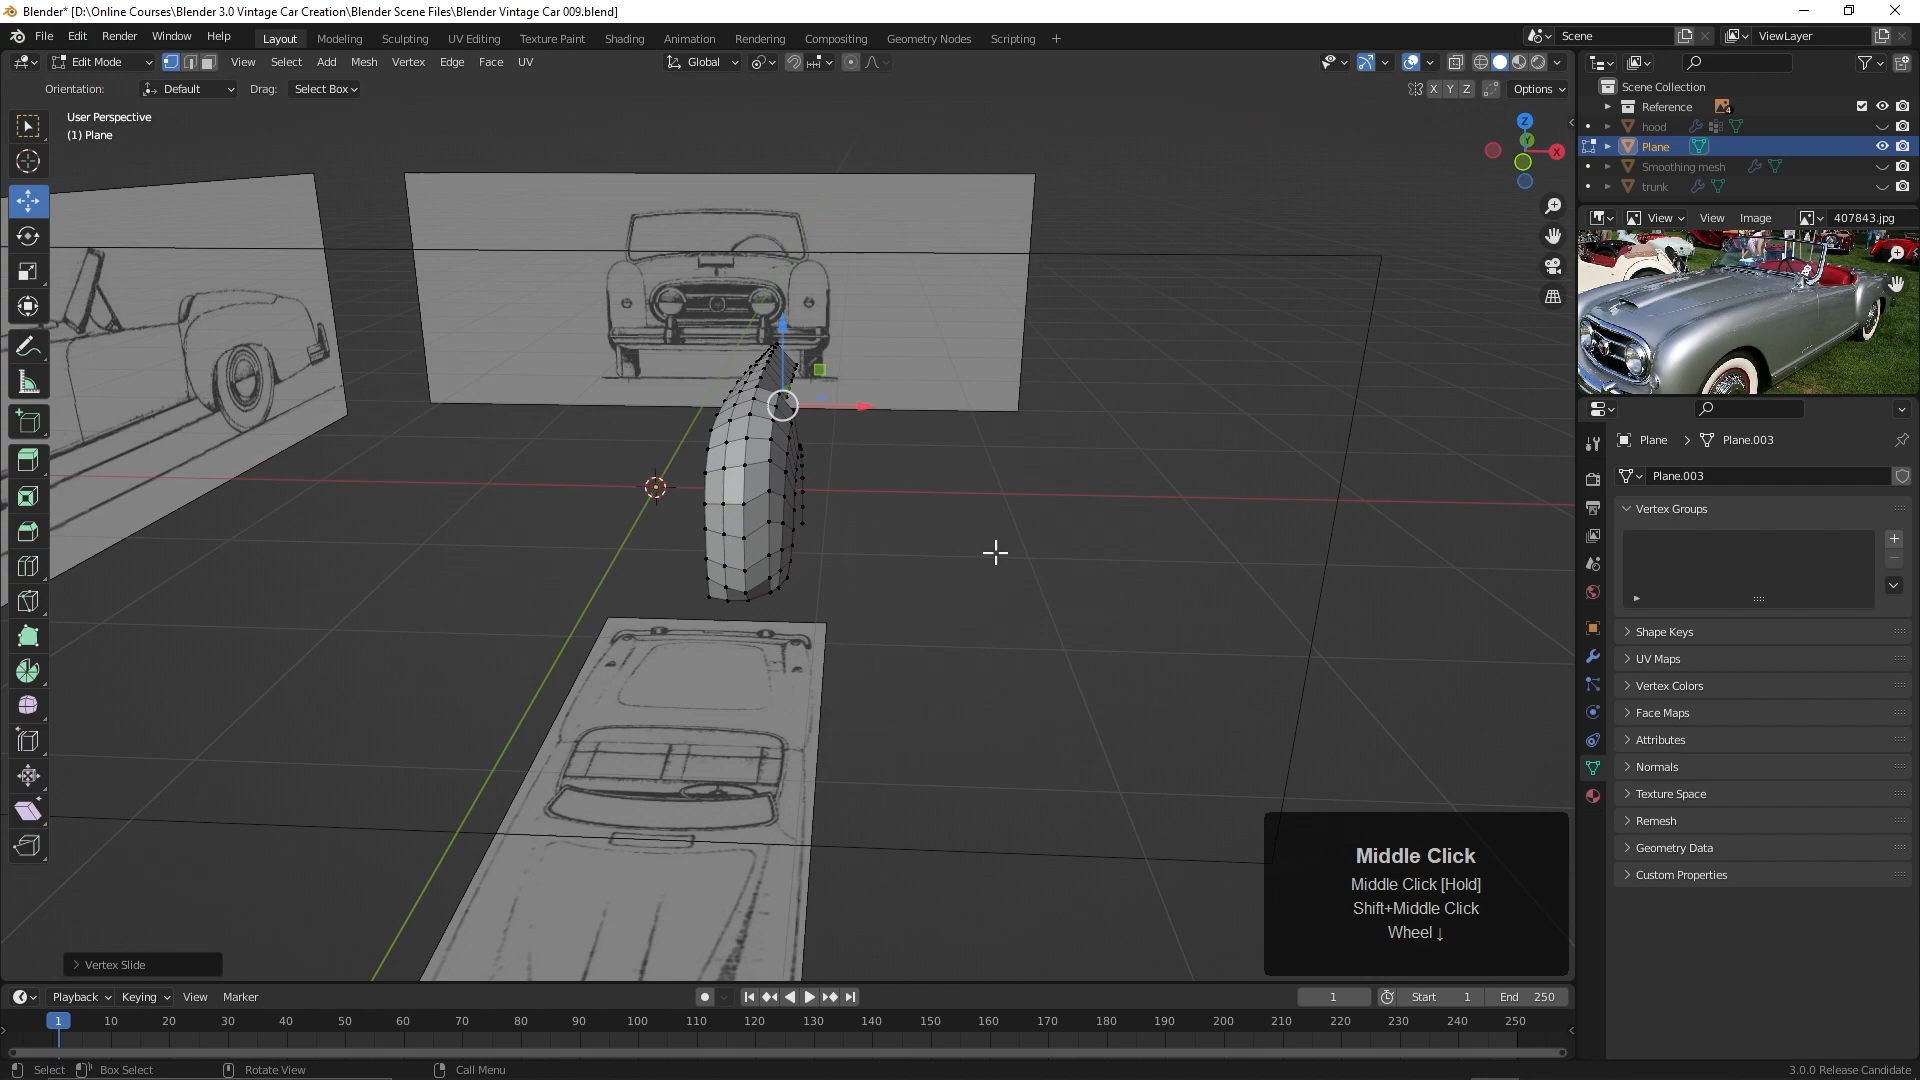 Blender* [D:\Online Courses\Blender 3.0 Vintage Car Creation\Blender Scene Files\Blender Vintage Car 009.blend]
File Edit Render Window Help Layout Modeling Sculpting UV Editing Texture Paint Shading Animation Rendering Compositing Geometry Nodes Scripting + Scene ViewLayer
Edit Mode View Select Add Mesh Vertex Edge Face UV Global
Orientation: Default Drag: Select Box X Y Z Options
User Perspective
(1) Plane
Z
Y
X
Scene Collection
Reference 4
hood
Plane
Smoothing mesh
trunk
View View Image 407843.jpg
Plane > Plane.003
Plane.003
Vertex Groups
Shape Keys
UV Maps
Vertex Colors
Face Maps
Attributes
Normals
Texture Space
Remesh
Geometry Data
Custom Properties
Middle Click
Middle Click [Hold]
Shift+Middle Click
Wheel ↓
Vertex Slide
Playback Keying View Marker 1 Start 1 End 250
1 10 20 30 40 50 60 70 80 90 100 110 120 130 140 150 160 170 180 190 200 210 220 230 240 250
Select Box Select Rotate View Call Menu 3.0.0 Release Candidate